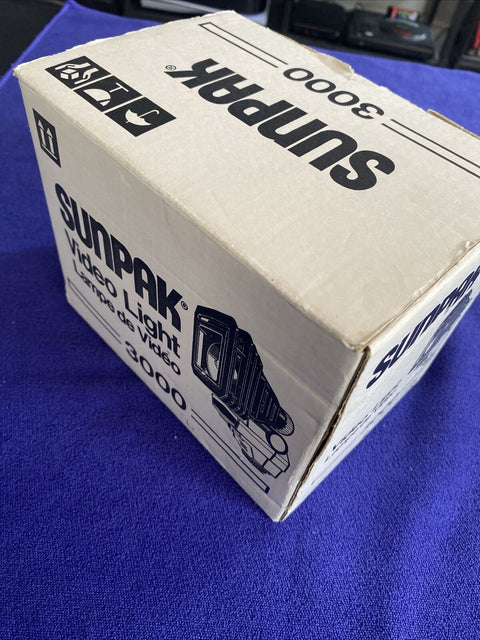 SUNPAK®
3000
SUNPAK®
Video Light
Lampe de Vidéo
3000
SUNPAK